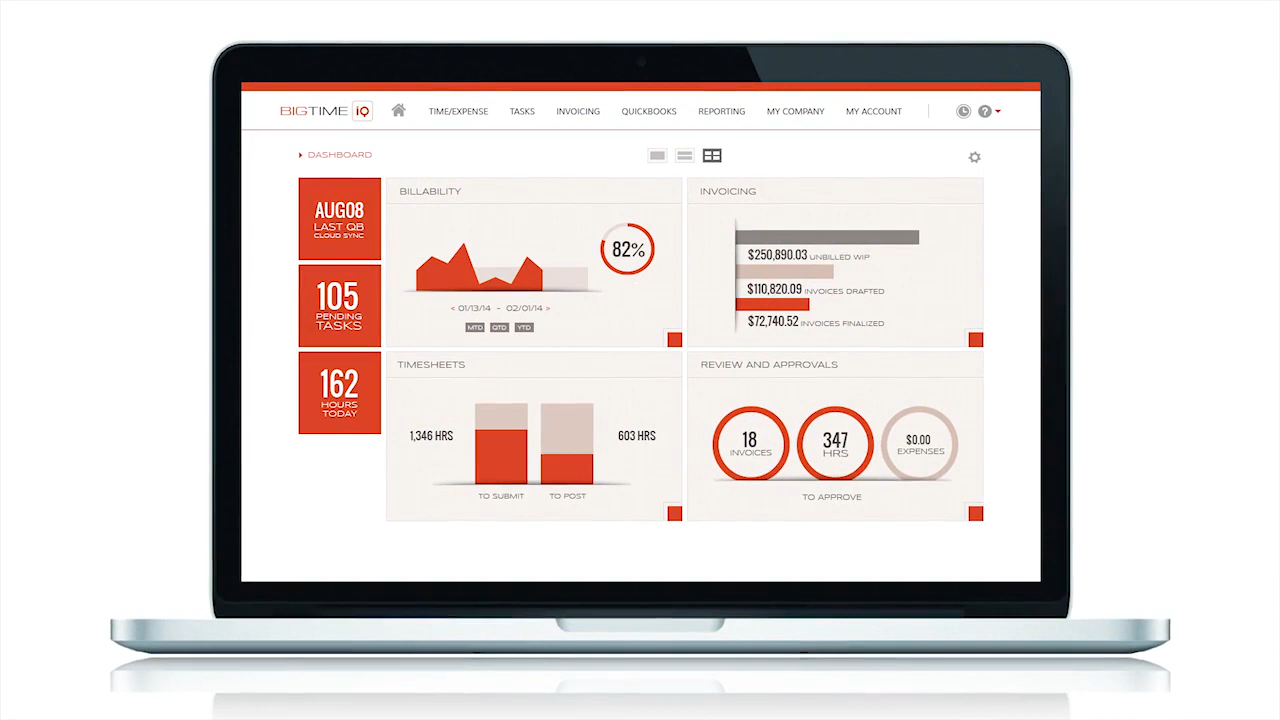 BIGTIME iQ
TIME/EXPENSE TASKS INVOICING QUICKBOOKS REPORTING MY COMPANY MY ACCOUNT ?
DASHBOARD
AUG08
LAST QB
CLOUD SYNC
105
PENDING
TASKS
162
HOURS
TODAY
BILLABILITY
82%
< 01/13/14 - 02/01/14 >
MTD QTD YTD
INVOICING
$250,890.03 UNBILLED WIP
$110,820.09 INVOICES DRAFTED
$72,740.52 INVOICES FINALIZED
TIMESHEETS
1,346 HRS 603 HRS
TO SUBMIT TO POST
REVIEW AND APPROVALS
18
INVOICES
347
HRS
$0.00
EXPENSES
TO APPROVE